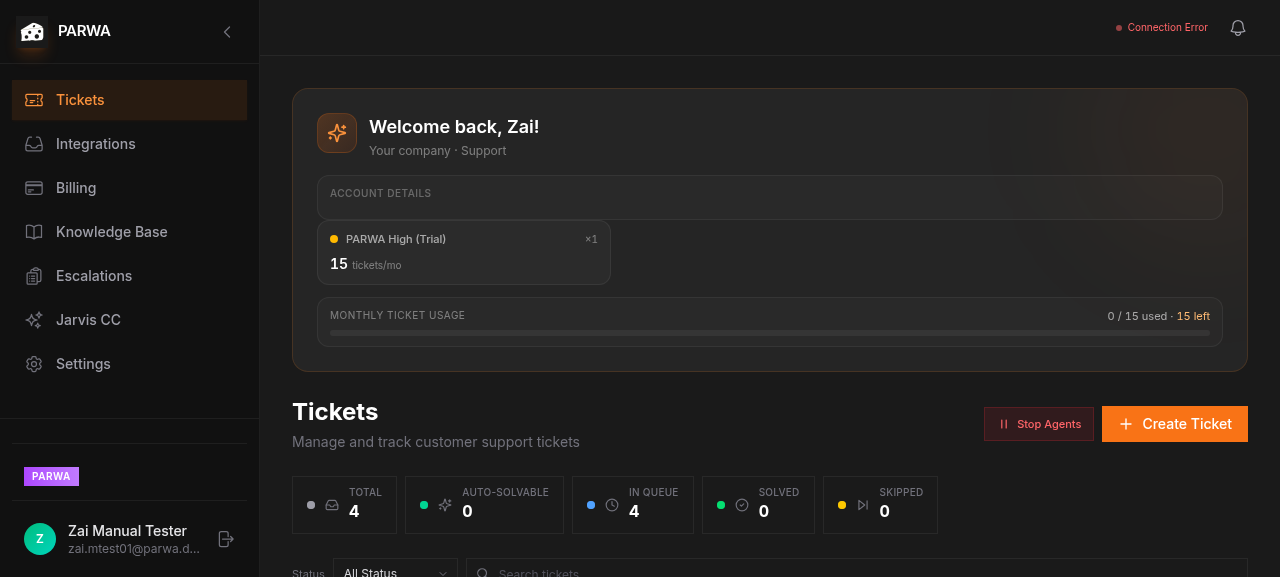 PARWA
Connection Error
Tickets
Integrations
Billing
Knowledge Base
Escalations
Jarvis CC
Settings
PARWA
Z
Zai Manual Tester
zai.mtest01@parwa.d...
Welcome back, Zai!
Your company · Support
ACCOUNT DETAILS
PARWA High (Trial) ×1
15 tickets/mo
MONTHLY TICKET USAGE 0 / 15 used · 15 left
Tickets
Manage and track customer support tickets
Stop Agents
Create Ticket
TOTAL
4
AUTO-SOLVABLE
0
IN QUEUE
4
SOLVED
0
SKIPPED
0
Status All Status Search tickets